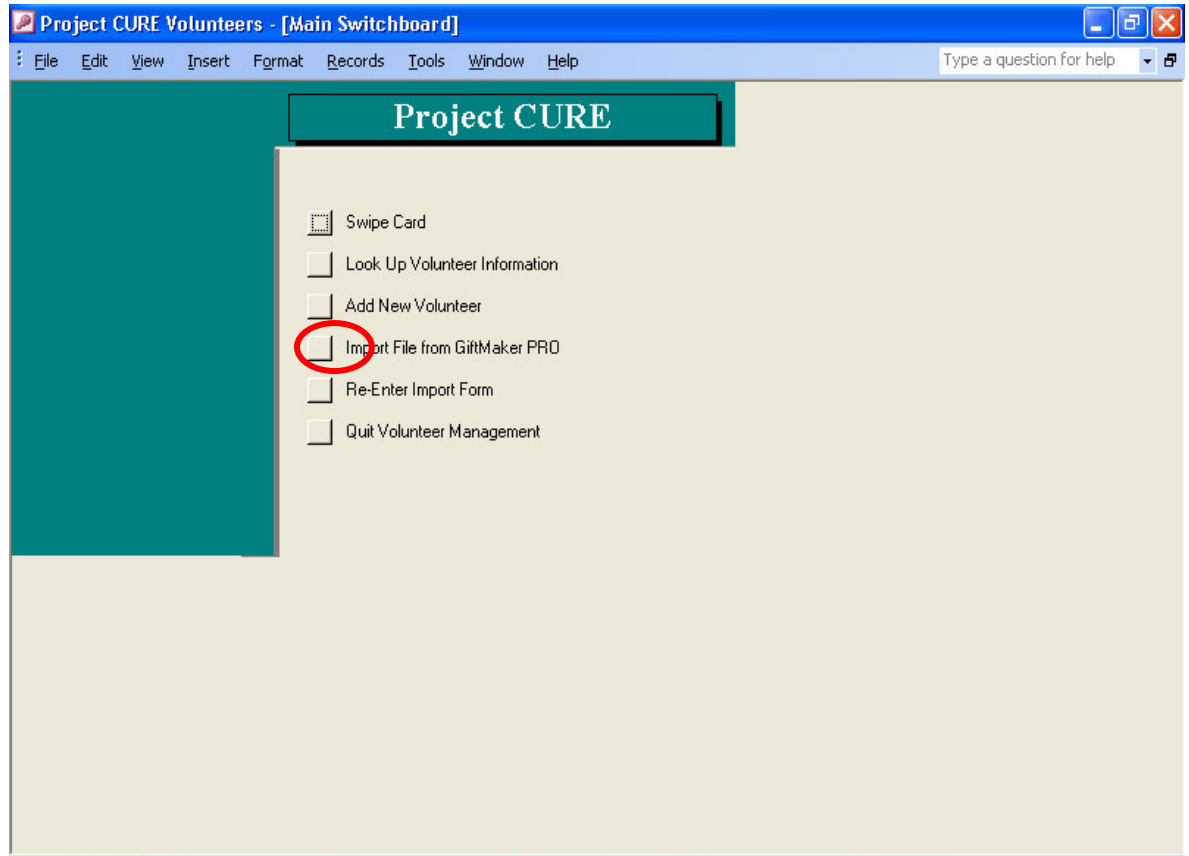 Project CURE Volunteers - [Main Switchboard]
File Edit View Insert Format Records Tools Window Help Type a question for help
Project CURE
Swipe Card
Look Up Volunteer Information
Add New Volunteer
Import File from GiftMaker PRO
Re-Enter Import Form
Quit Volunteer Management